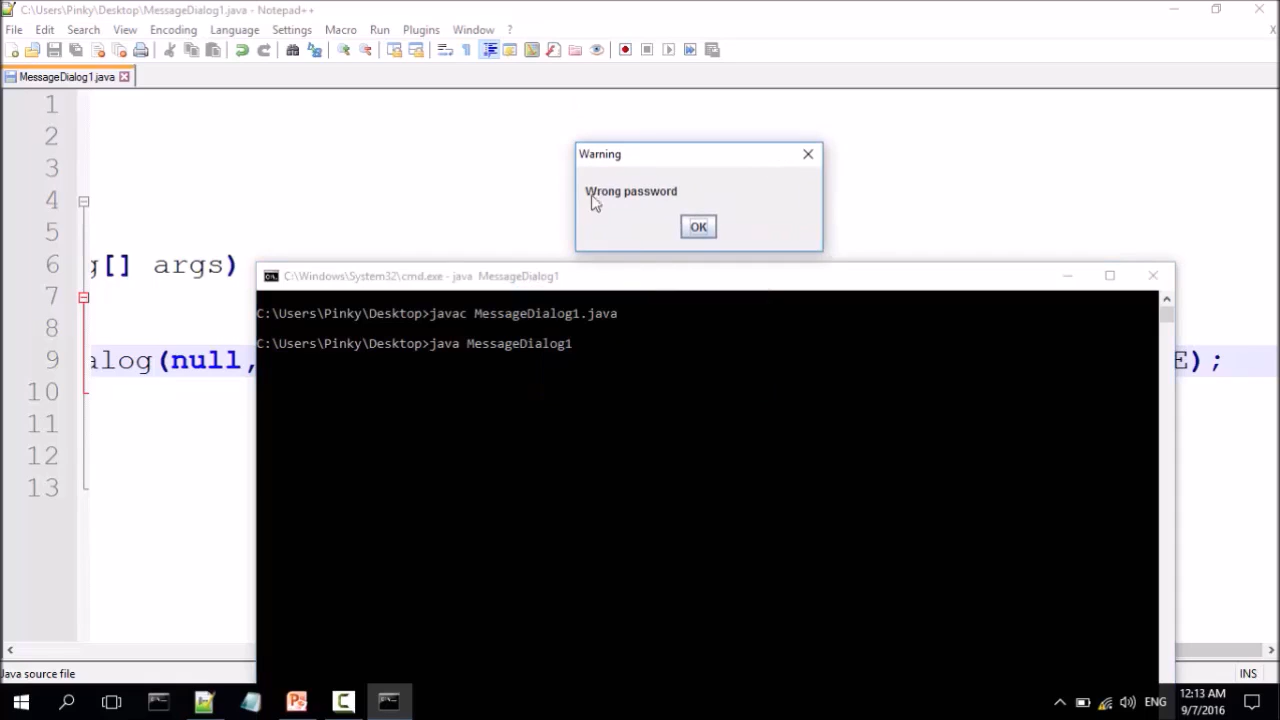 C:\Users\Pinky\Desktop\MessageDialog1.java - Notepad++
File Edit Search View Encoding Language Settings Macro Run Plugins Window ?
MessageDialog1.java
1
2
3
4
5
6 g[] args)
7
8
9 alog(null, E);
10
11
12
13
Warning
Wrong password
OK
C:\Windows\System32\cmd.exe - java MessageDialog1
C:\Users\Pinky\Desktop>javac MessageDialog1.java
C:\Users\Pinky\Desktop>java MessageDialog1
Java source file
INS
ENG
12:13 AM
9/7/2016